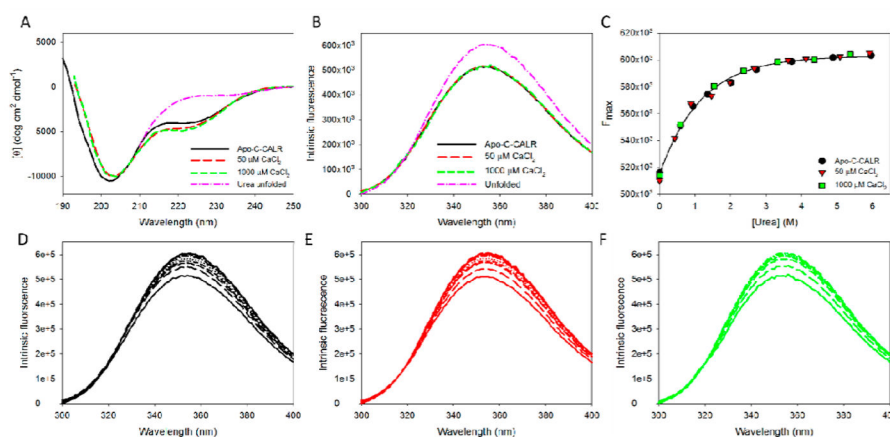 A
5000
0
-5000
-10000
[θ] (deg cm² dmol⁻¹)
Apo-C-CALR
50 µM CaCl₂
1000 µM CaCl₂
Urea unfolded
190 200 210 220 230 240 250
Wavelength (nm)
B
600x10³
500x10³
400x10³
300x10³
200x10³
100x10³
0
Intrinsic fluorescence
Apo-C-CALR
50 µM CaCl₂
1000 µM CaCl₂
Unfolded
300 320 340 360 380 400
Wavelength (nm)
C
620x10³
600x10³
580x10³
560x10³
540x10³
520x10³
500x10³
Fmax
Apo-C-CALR
50 µM CaCl₂
1000 µM CaCl₂
0 1 2 3 4 5 6
[Urea] (M)
D
6e+5
5e+5
4e+5
3e+5
2e+5
1e+5
0
Intrinsic fluorescence
300 320 340 360 380 400
Wavelength (nm)
E
6e+5
5e+5
4e+5
3e+5
2e+5
1e+5
0
Intrinsic fluorescence
300 320 340 360 380 400
Wavelength (nm)
F
6e+5
5e+5
4e+5
3e+5
2e+5
1e+5
0
Intrinsic fluorescence
300 320 340 360 380 400
Wavelength (nm)